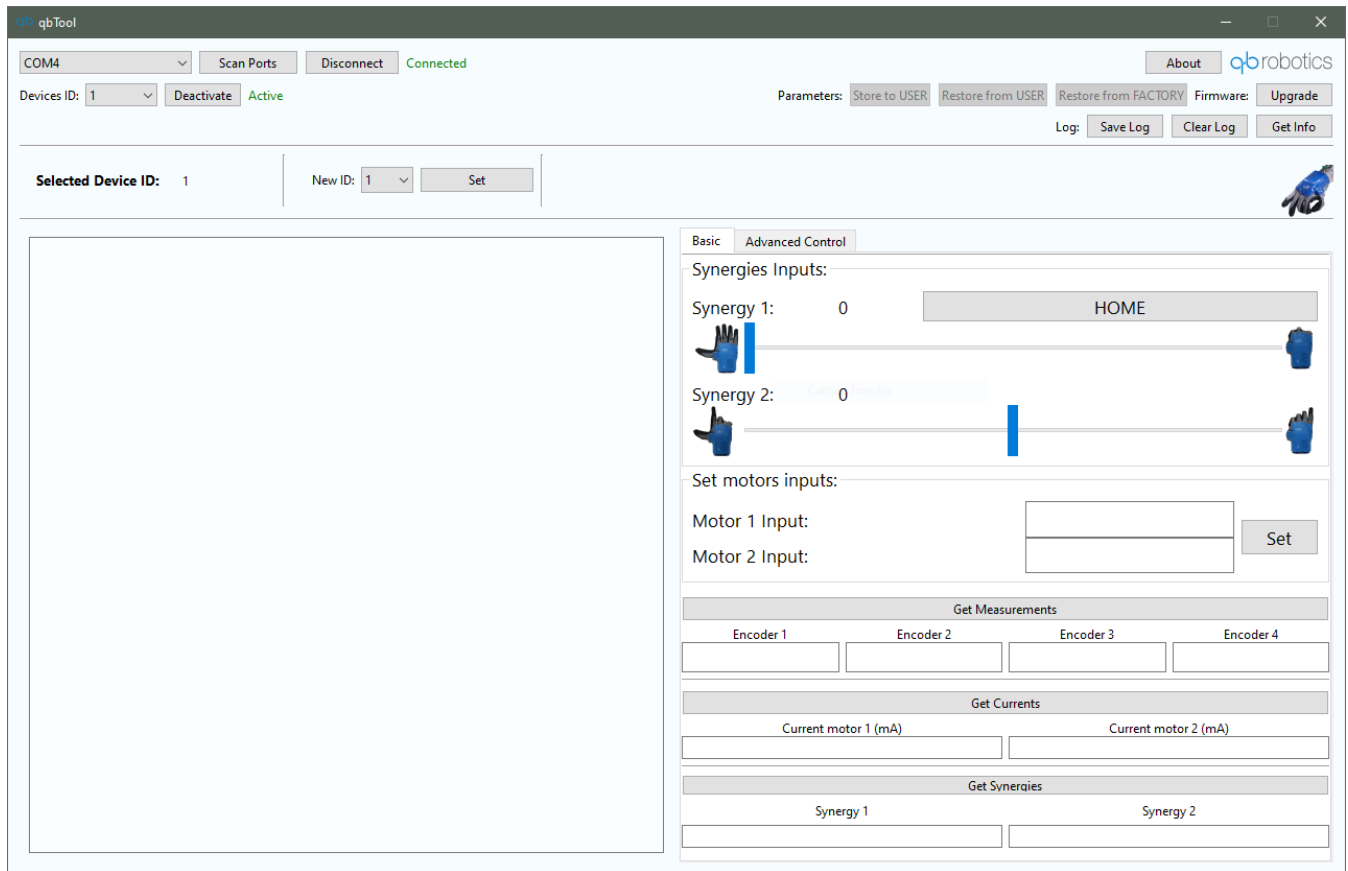 qb qbTool
COM4 Scan Ports Disconnect Connected About qbrobotics
Devices ID: 1 Deactivate Active Parameters: Store to USER Restore from USER Restore from FACTORY Firmware: Upgrade
Log: Save Log Clear Log Get Info
Selected Device ID: 1 New ID: 1 Set
Basic Advanced Control
Synergies Inputs:
Synergy 1: 0 HOME
Synergy 2: 0
Set motors inputs:
Motor 1 Input:
Set
Motor 2 Input:
Get Measurements
Encoder 1 Encoder 2 Encoder 3 Encoder 4
Get Currents
Current motor 1 (mA) Current motor 2 (mA)
Get Synergies
Synergy 1 Synergy 2